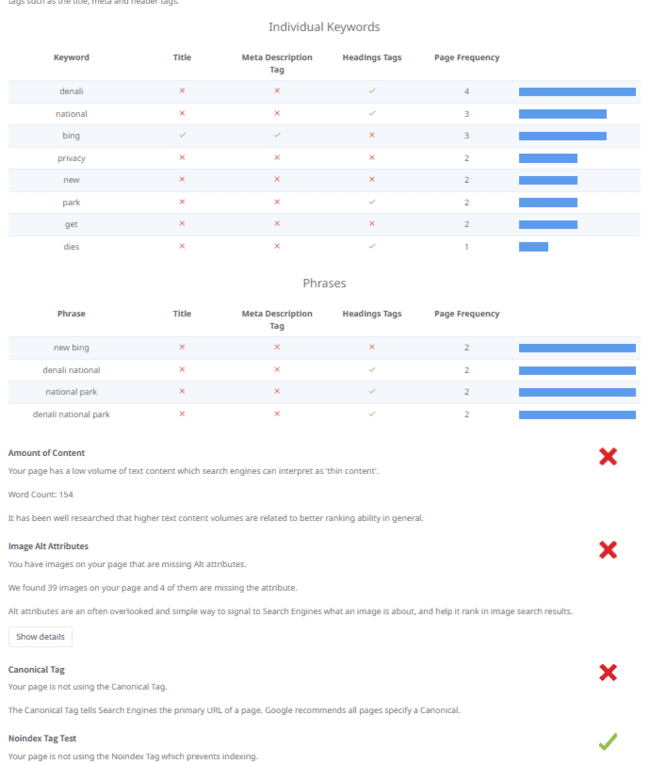 tags such as the title, meta and header tags.
Individual Keywords
Keyword Title Meta Description Tag Headings Tags Page Frequency
denali 4
national 3
bing 3
privacy 2
new 2
park 2
get 2
dies 1
Phrases
Phrase Title Meta Description Tag Headings Tags Page Frequency
new bing 2
denali national 2
national park 2
denali national park 2
Amount of Content
Your page has a low volume of text content which search engines can interpret as 'thin content'.
Word Count: 154
It has been well researched that higher text content volumes are related to better ranking ability in general.
Image Alt Attributes
You have images on your page that are missing Alt attributes.
We found 39 images on your page and 4 of them are missing the attribute.
Alt attributes are an often overlooked and simple way to signal to Search Engines what an image is about, and help it rank in image search results.
Show details
Canonical Tag
Your page is not using the Canonical Tag.
The Canonical Tag tells Search Engines the primary URL of a page. Google recommends all pages specify a Canonical.
Noindex Tag Test
Your page is not using the Noindex Tag which prevents indexing.